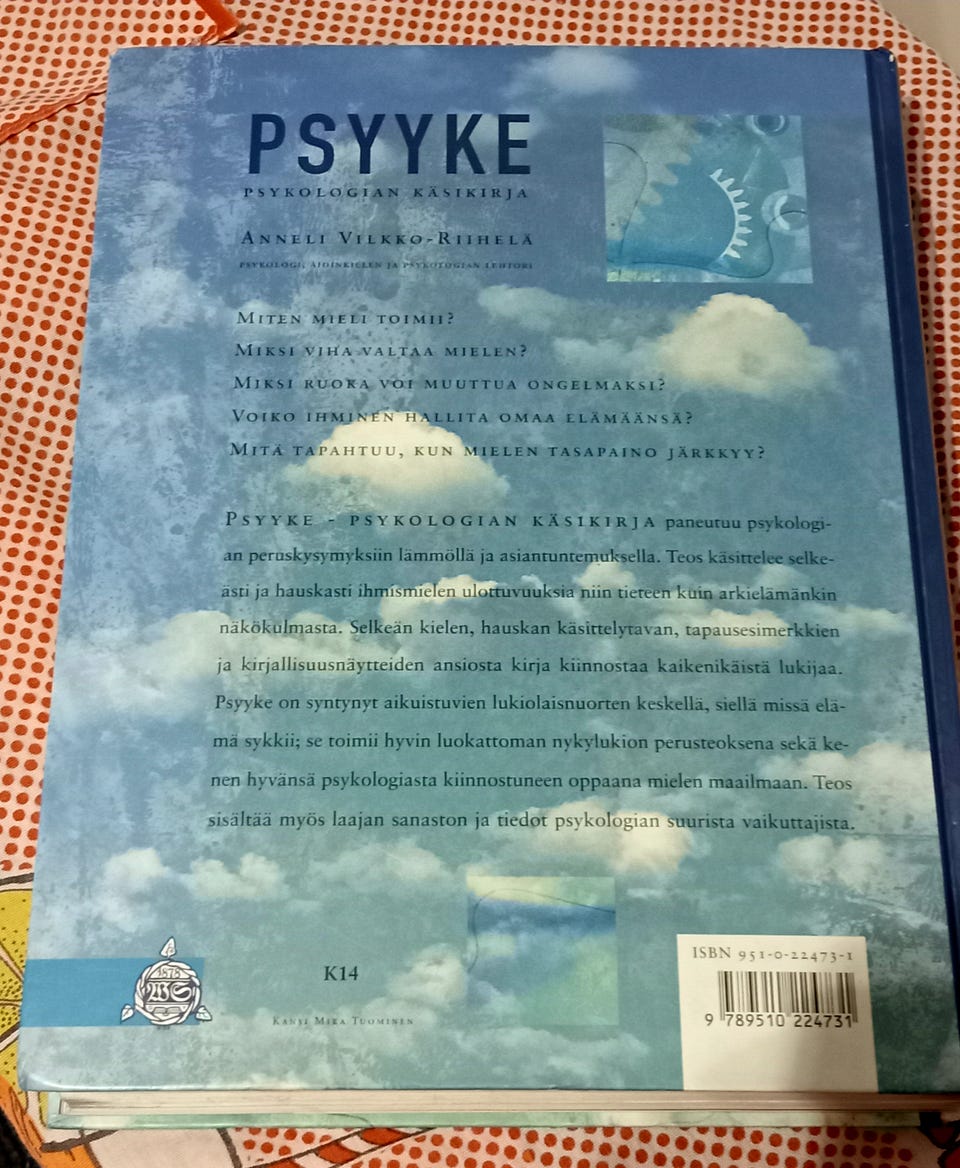 PSYYKE
PSYKOLOGIAN KÄSIKIRJA
ANNELI VILKKO-RIIHELÄ
PSYKOLOGI, ÄIDINKIELEN JA PSYKOLOGIAN LEHTORI
MITEN MIELI TOIMII?
MIKSI VIHA VALTAA MIELEN?
MIKSI RUOKA VOI MUUTTUA ONGELMAKSI?
VOIKO IHMINEN HALLITA OMAA ELÄMÄÄNSÄ?
MITÄ TAPAHTUU, KUN MIELEN TASAPAINO JÄRKKYY?
PSYYKE - PSYKOLOGIAN KÄSIKIRJA paneutuu psykologi-
an peruskysymyksiin lämmöllä ja asiantuntemuksella. Teos käsittelee selke-
ästi ja hauskasti ihmismielen ulottuvuuksia niin tieteen kuin arkielämänkin
näkökulmasta. Selkeän kielen, hauskan käsittelytavan, tapausesimerkkien
ja kirjallisuusnäytteiden ansiosta kirja kiinnostaa kaikenikäistä lukijaa.
Psyyke on syntynyt aikuistuvien lukiolaisnuorten keskellä, siellä missä elä-
mä sykkii; se toimii hyvin luokattoman nykylukion perusteoksena sekä ke-
nen hyvänsä psykologiasta kiinnostuneen oppaana mielen maailmaan. Teos
sisältää myös laajan sanaston ja tiedot psykologian suurista vaikuttajista.
1878
WS
K14
KANSI MIKA TUOMINEN
ISBN 951-0-22473-1
9 789510 224731